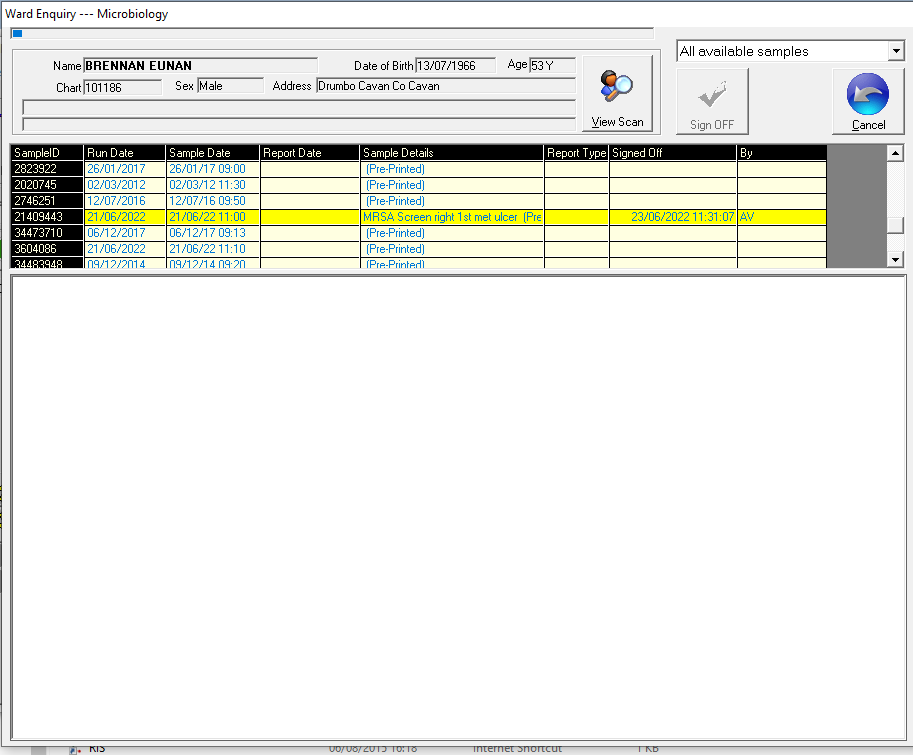 Ward Enquiry --- Microbiology
Name BRENNAN EUNAN Date of Birth 13/07/1966 Age 53 Y
Chart 101186 Sex Male Address Drumbo Cavan Co Cavan
View Scan
All available samples
Sign OFF
Cancel
SampleID Run Date Sample Date Report Date Sample Details Report Type Signed Off By
2823922 26/01/2017 26/01/17 09:00 (Pre-Printed)
2020745 02/03/2012 02/03/12 11:30 (Pre-Printed)
2746251 12/07/2016 12/07/16 09:50 (Pre-Printed)
21409443 21/06/2022 21/06/22 11:00 MRSA Screen right 1st met ulcer (Pre 23/06/2022 11:31:07 AV
34473710 06/12/2017 06/12/17 09:13 (Pre-Printed)
3604086 21/06/2022 21/06/22 11:10 (Pre-Printed)
34483948 09/12/2014 09/12/14 09:20 (Pre-Printed)
RIS 06/08/2015 16:18 Internet Shortcut 1 KB